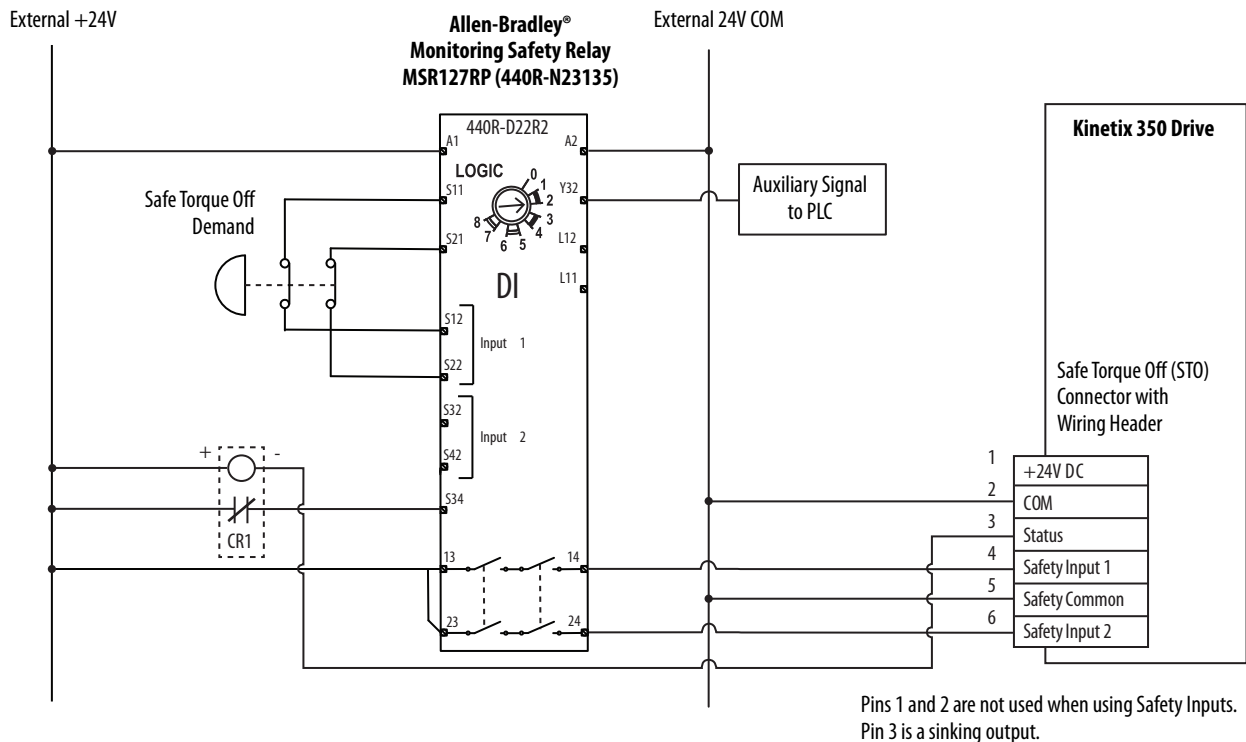 External +24V
Allen-Bradley®
Monitoring Safety Relay
MSR127RP (440R-N23135)
External 24V COM
440R-D22R2
A1
A2
LOGIC
0
1
2
3
4
5
6
7
8
S11
Y32
Auxiliary Signal
to PLC
Kinetix 350 Drive
Safe Torque Off
Demand
S21
L12
DI
L11
S12
Input 1
S22
S32
Input 2
S42
+
-
CR1
S34
13
14
23
24
Safe Torque Off (STO)
Connector with
Wiring Header
1
+24V DC
2
COM
3
Status
4
Safety Input 1
5
Safety Common
6
Safety Input 2
Pins 1 and 2 are not used when using Safety Inputs.
Pin 3 is a sinking output.